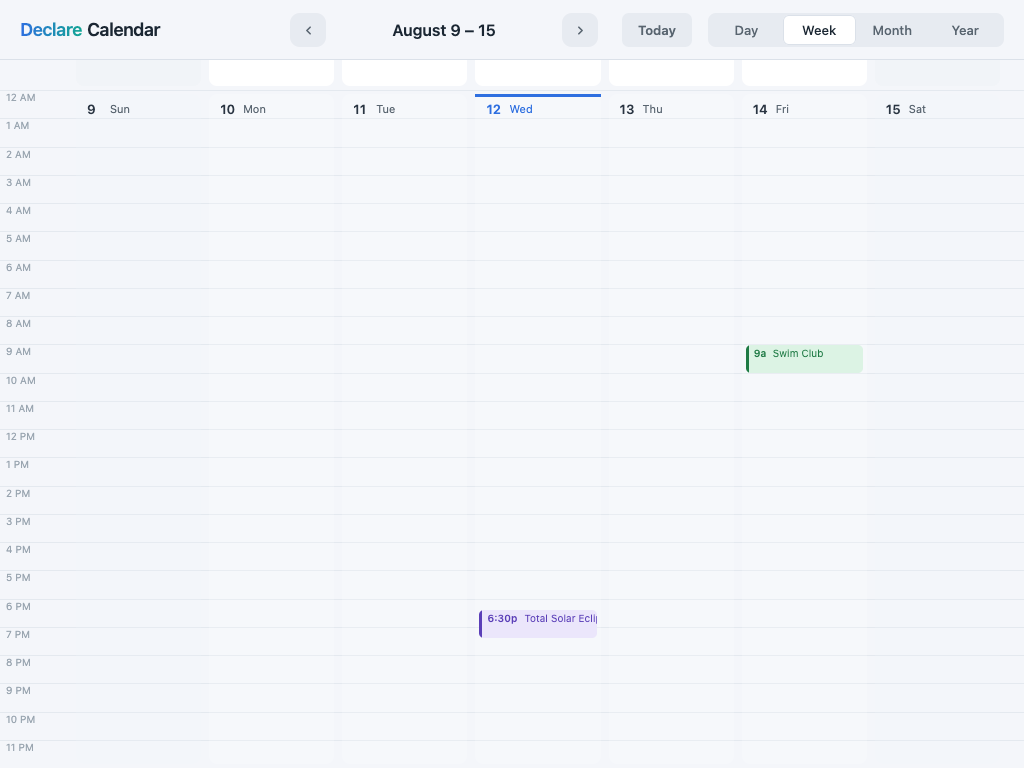 Declare Calendar
August 9 – 15
Today
Day
Week
Month
Year
12 AM
9 Sun
10 Mon
11 Tue
12 Wed
13 Thu
14 Fri
15 Sat
1 AM
2 AM
3 AM
4 AM
5 AM
6 AM
7 AM
8 AM
9 AM
9a Swim Club
10 AM
11 AM
12 PM
1 PM
2 PM
3 PM
4 PM
5 PM
6 PM
6:30p Total Solar
7 PM
8 PM
9 PM
10 PM
11 PM